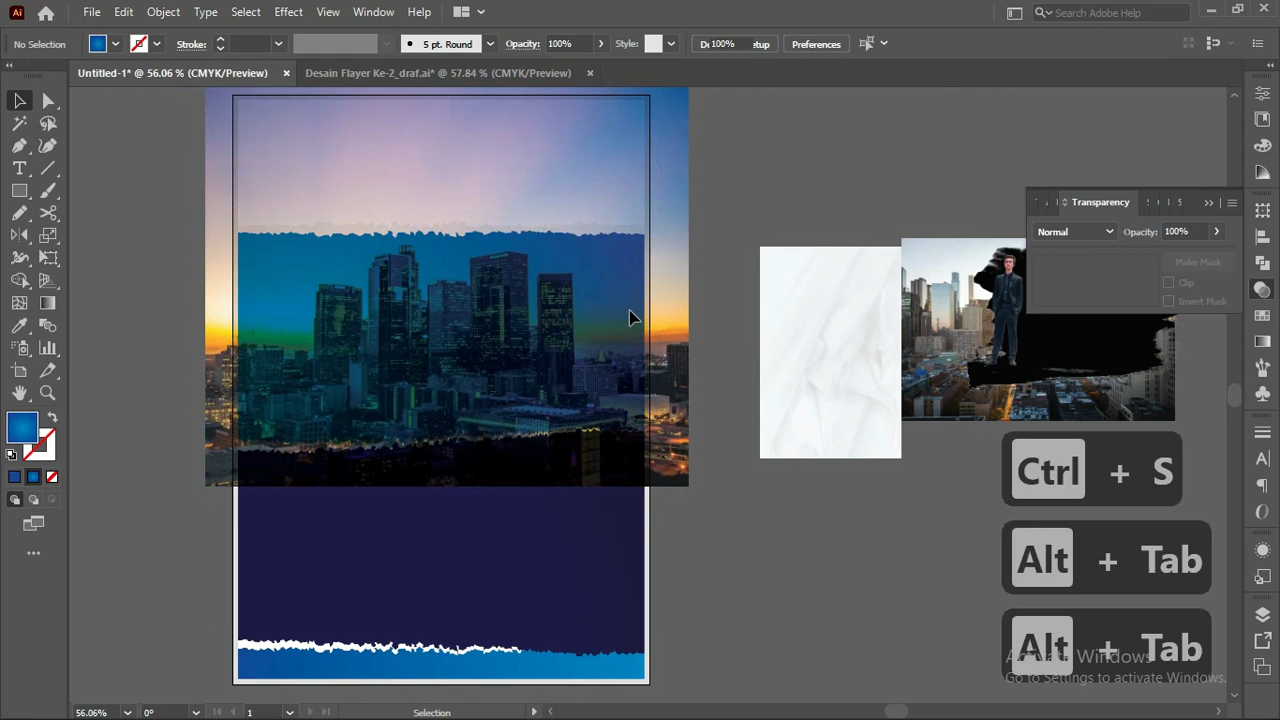 Ai File Edit Object Type Select Effect View Window Help Search Adobe Help
No Selection Stroke: 5 pt. Round Opacity: 100% Style: 100% Preferences
Untitled-1* @ 56.06 % (CMYK/Preview) × Desain Flayer Ke-2_draf.ai* @ 57.84 % (CMYK/Preview) ×
Transparency
Normal Opacity: 100%
Make Mask
Clip
Invert Mask
Ctrl + S
Alt + Tab
Alt + Tab
Activate Windows
Go to Settings to activate Windows.
56.06% 0° 1 Selection